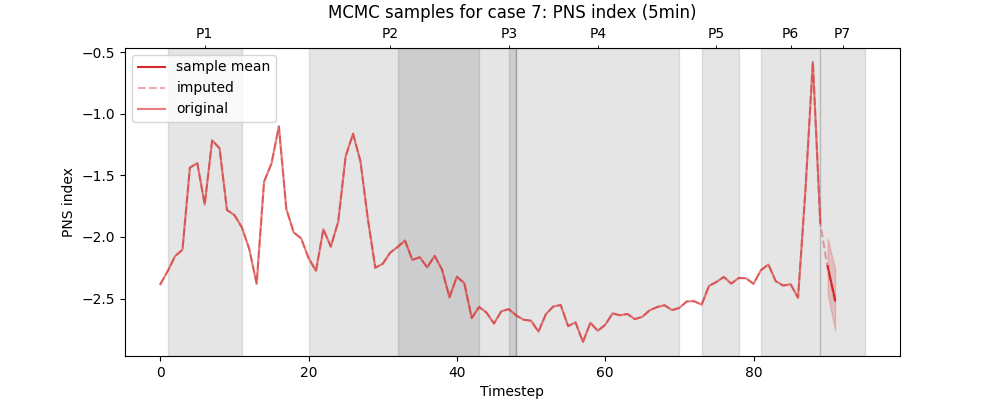 MCMC samples for case 7: PNS index (5min)
P1 P2 P3 P4 P5 P6 P7
sample mean
imputed
original
−0.5
−1.0
−1.5
−2.0
−2.5
PNS index
0 20 40 60 80
Timestep